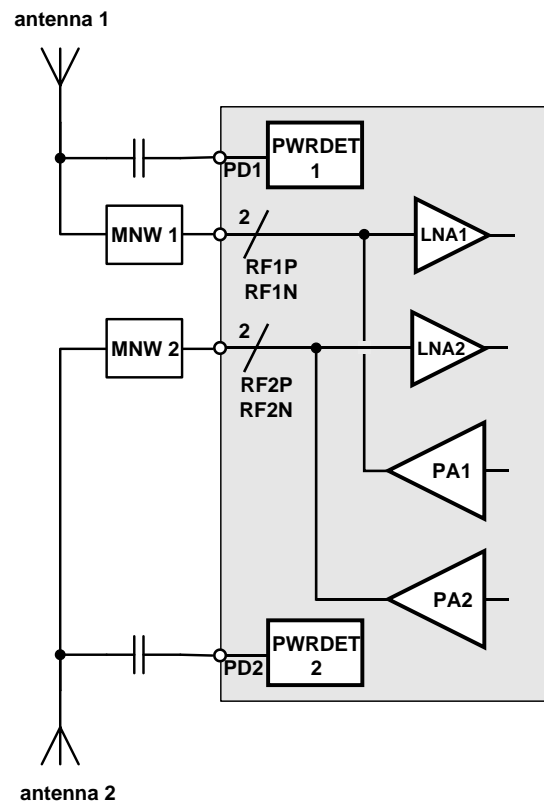 antenna 1
PWRDET
1
PD1
MNW 1
2
LNA1
RF1P
RF1N
MNW 2
2
LNA2
RF2P
RF2N
PA1
PA2
PWRDET
2
PD2
antenna 2